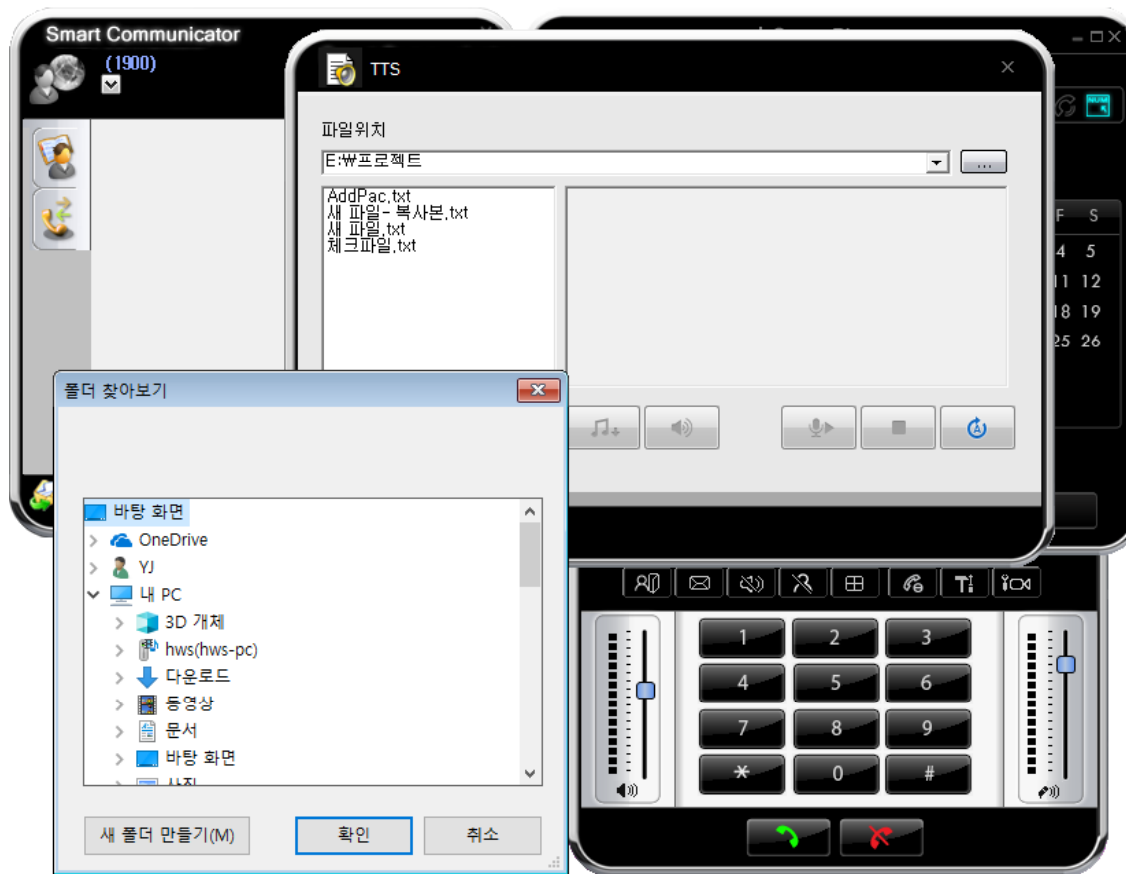 Smart Communicator
(1900)
TTS
파일위치
E:₩프로젝트
...
AddPac.txt
새 파일- 복사본.txt
새 파일.txt
체크파일.txt
NUM
F S
4 5
11 12
18 19
25 26
폴더 찾아보기
바탕 화면
OneDrive
YJ
내 PC
3D 개체
hws(hws-pc)
다운로드
동영상
문서
바탕 화면
사진
새 폴더 만들기(M)
확인
취소
1 2 3
4 5 6
7 8 9
* 0 #